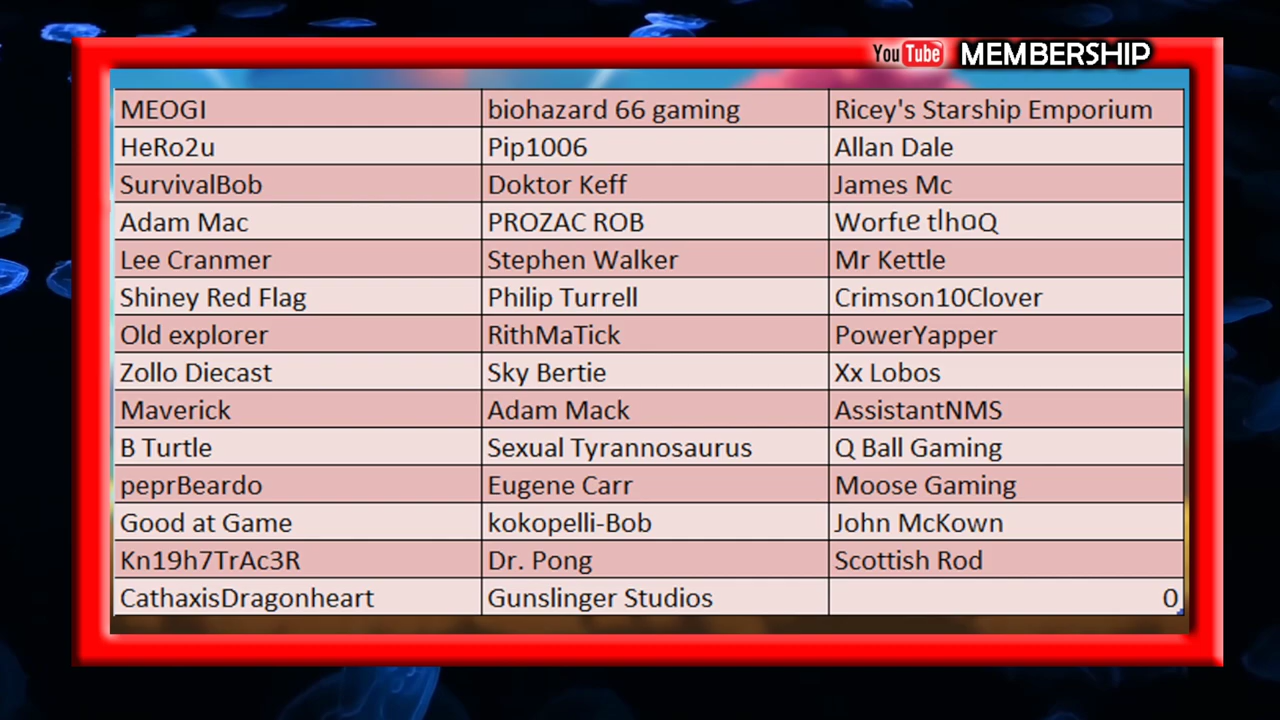 YouTube MEMBERSHIP
MEOGI biohazard 66 gaming Ricey's Starship Emporium
HeRo2u Pip1006 Allan Dale
SurvivalBob Doktor Keff James Mc
Adam Mac PROZAC ROB Worfιҽ tlhαQ
Lee Cranmer Stephen Walker Mr Kettle
Shiney Red Flag Philip Turrell Crimson10Clover
Old explorer RithMaTick PowerYapper
Zollo Diecast Sky Bertie Xx Lobos
Maverick Adam Mack AssistantNMS
B Turtle Sexual Tyrannosaurus Q Ball Gaming
peprBeardo Eugene Carr Moose Gaming
Good at Game kokopelli-Bob John McKown
Kn19h7TrAc3R Dr. Pong Scottish Rod
CathaxisDragonheart Gunslinger Studios 0